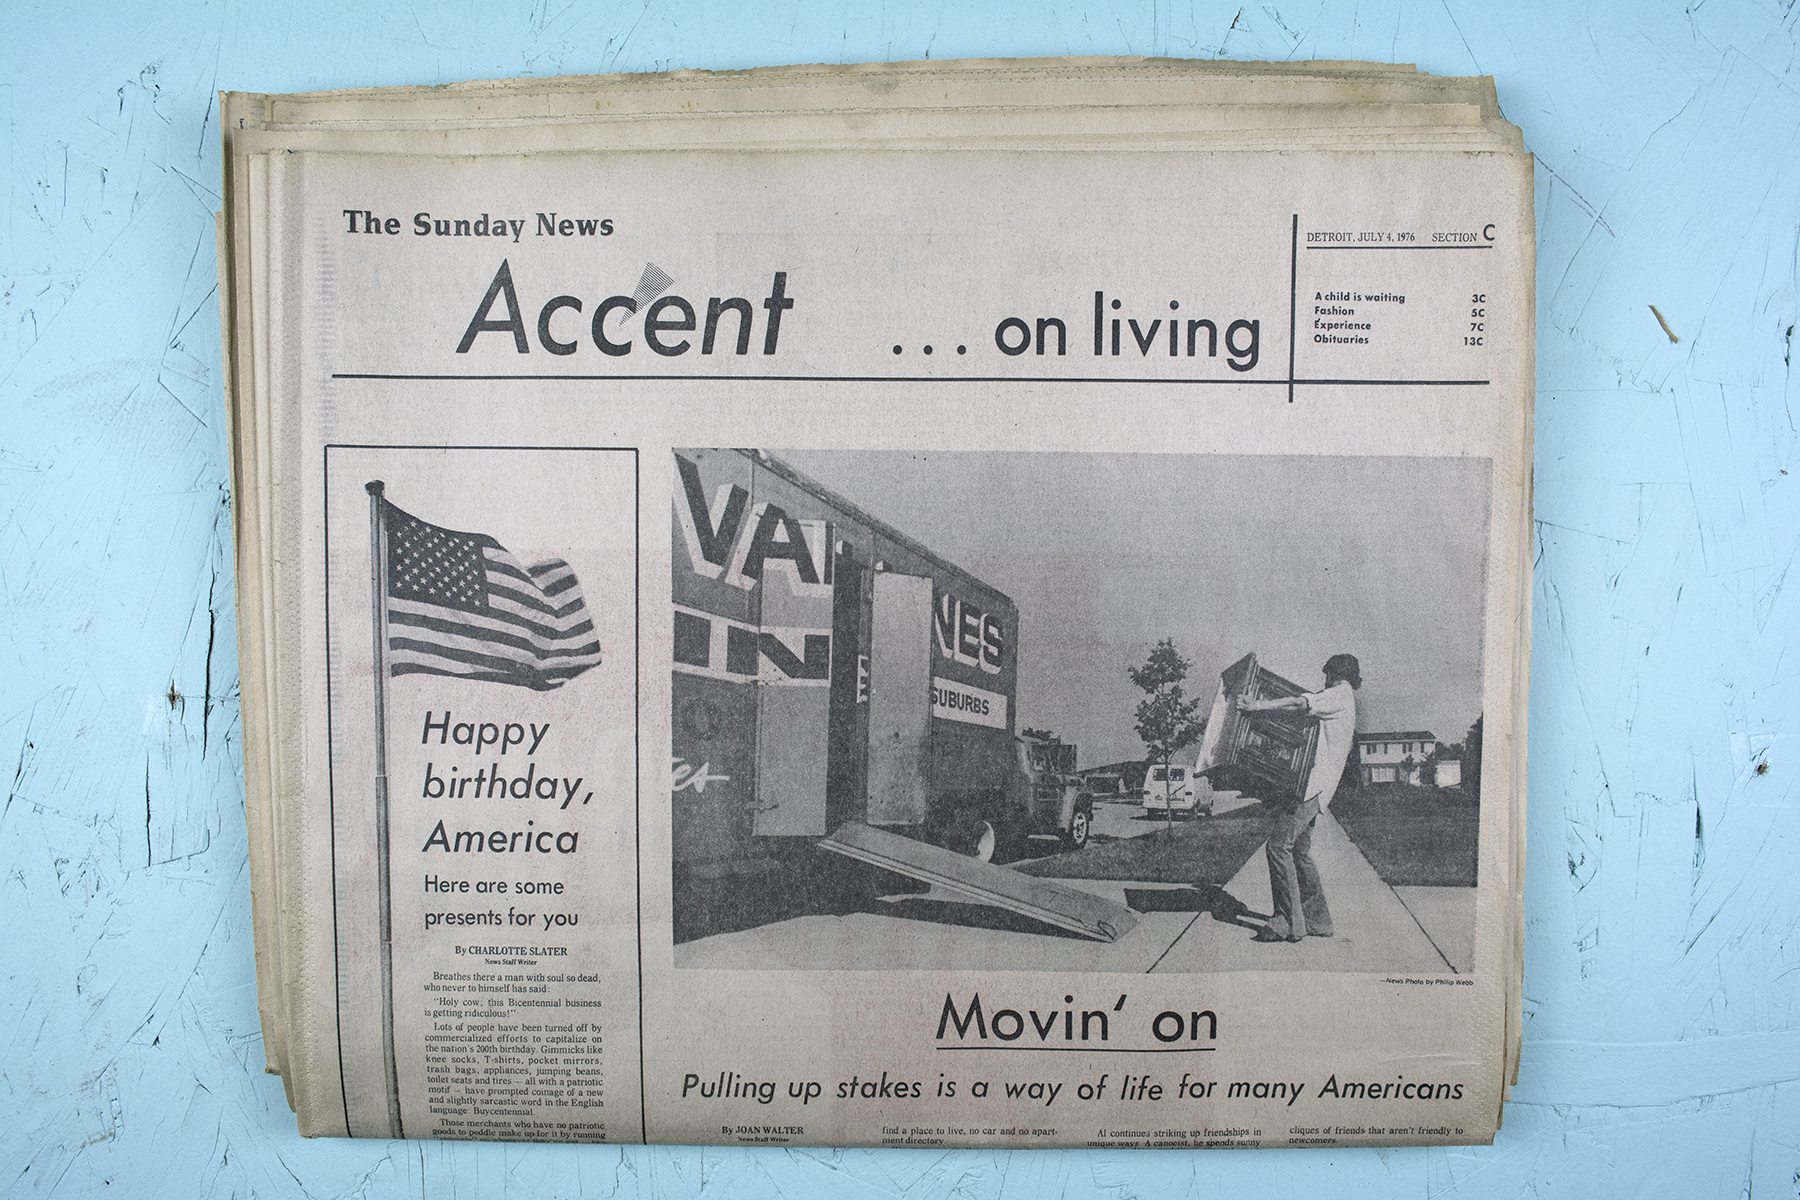 The Sunday News
Accent ... on living
DETROIT, JULY 4, 1976 SECTION C
A child is waiting 3C
Fashion 5C
Experience 7C
Obituaries 13C
Happy
birthday,
America
Here are some
presents for you
By CHARLOTTE SLATER
News Staff Writer
Breathes there a man with soul so dead,
who never to himself has said:
"Holy cow; this Bicentennial business
is getting ridiculous!"
Lots of people have been turned off by
commercialized efforts to capitalize on
the nation's 200th birthday. Gimmicks like
knee socks, T-shirts, pocket mirrors,
trash bags, appliances, jumping beans,
toilet seats and tires — all with a patriotic
motif — have prompted coinage of a new
and slightly sarcastic word in the English
language Buycentennial.
Those merchants who have no patriotic
goods to peddle make up for it by running
VAN
INES
IN
SUBURBS
—News Photo by Philip Webb
Movin' on
Pulling up stakes is a way of life for many Americans
By JOAN WALTER
News Staff Writer
find a place to live, no car and no apart-
ment directory
Al continues striking up friendships in
unique ways. A canoeist, he spends sunny
cliques of friends that aren't friendly to
newcomers.